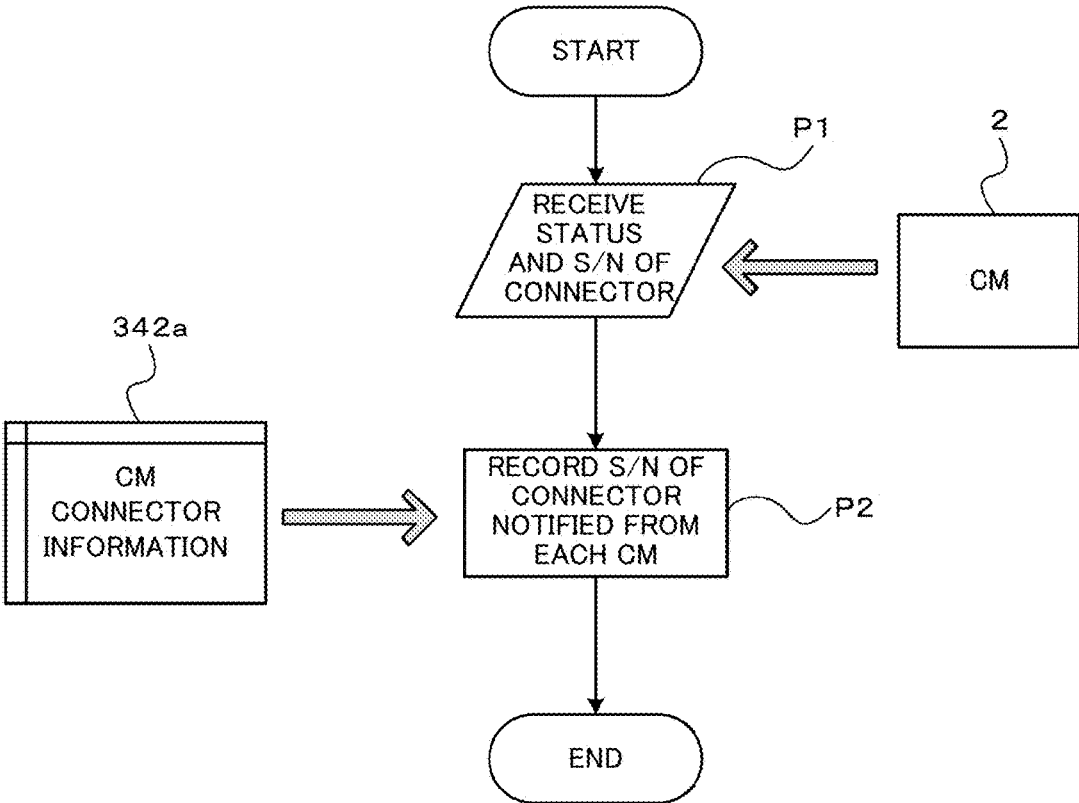 START
P1
2
RECEIVE
STATUS
AND S/N OF
CONNECTOR
CM
342a
CM
CONNECTOR
INFORMATION
RECORD S/N OF
CONNECTOR
NOTIFIED FROM
EACH CM
P2
END